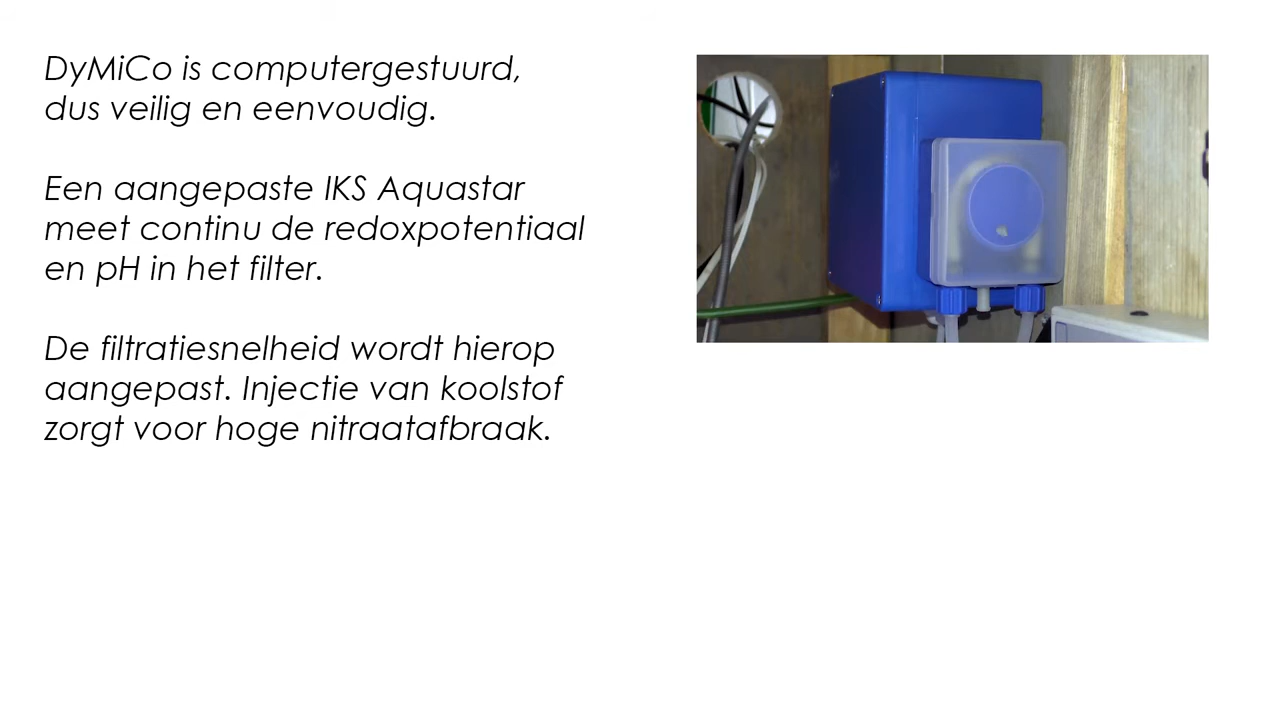 DyMiCo is computergestuurd,
dus veilig en eenvoudig.
Een aangepaste IKS Aquastar
meet continu de redoxpotentiaal
en pH in het filter.
De filtratiesnelheid wordt hierop
aangepast. Injectie van koolstof
zorgt voor hoge nitraatafbraak.